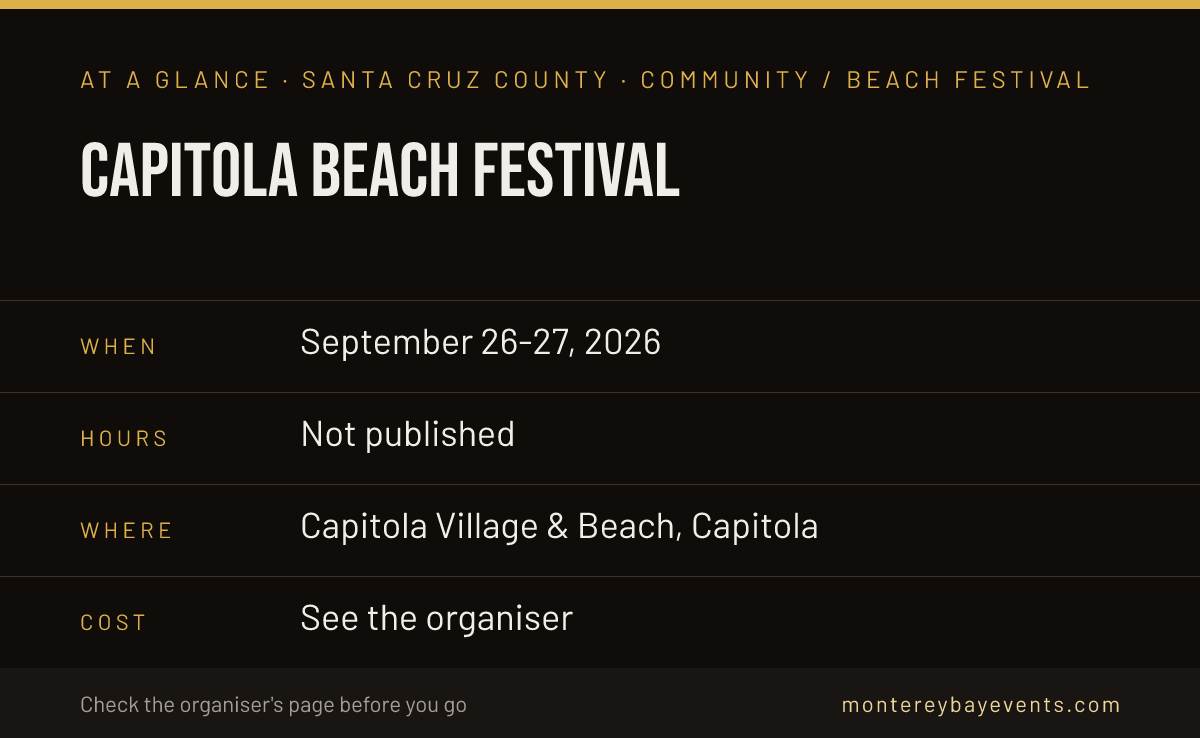 AT A GLANCE · SANTA CRUZ COUNTY · COMMUNITY / BEACH FESTIVAL
CAPITOLA BEACH FESTIVAL
WHEN September 26-27, 2026
HOURS Not published
WHERE Capitola Village & Beach, Capitola
COST See the organiser
Check the organiser's page before you go montereybayevents.com